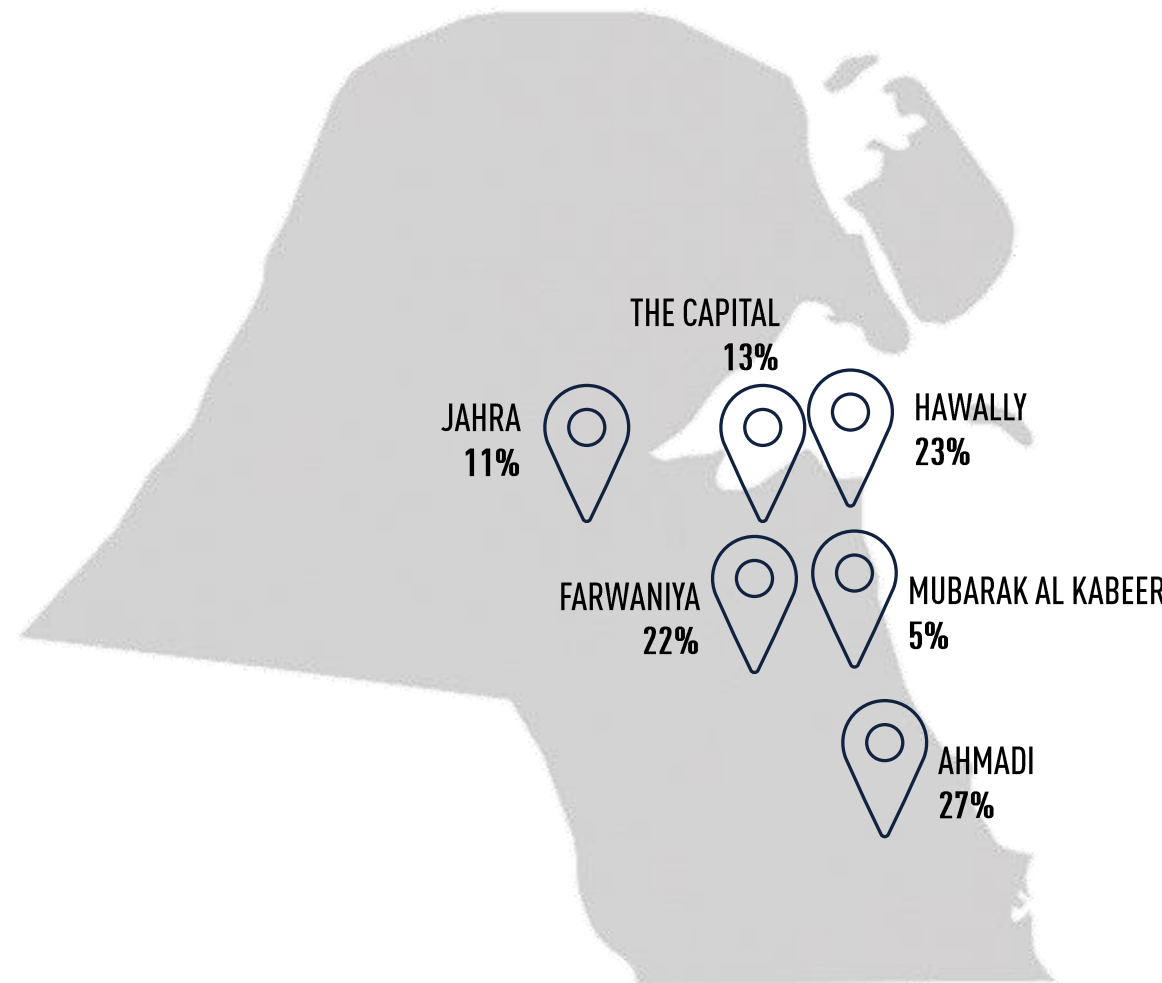 THE CAPITAL
13%
JAHRA
11%
HAWALLY
23%
FARWANIYA
22%
MUBARAK AL KABEER
5%
AHMADI
27%